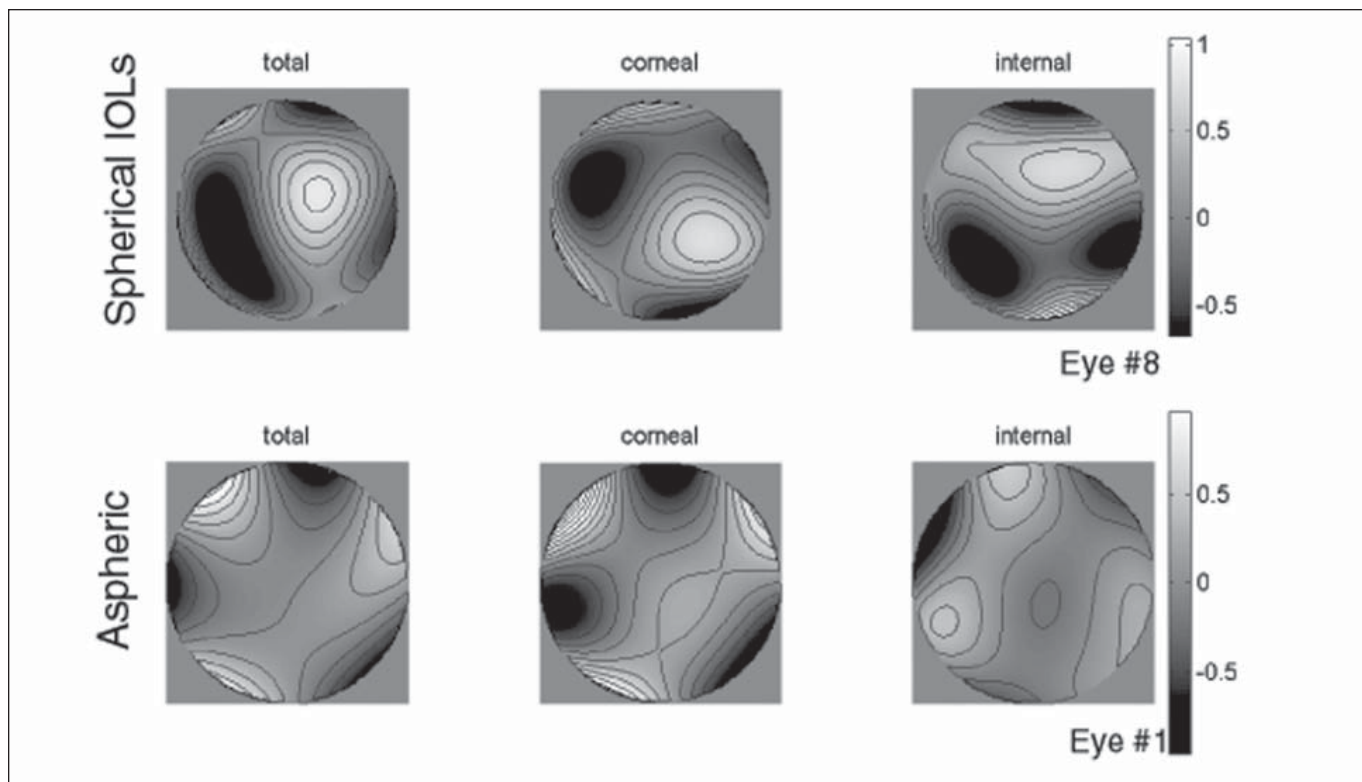 Spherical IOLs
total
corneal
internal
1
0.5
0
-0.5
Eye #8
Aspheric
total
corneal
internal
0.5
0
-0.5
Eye #1